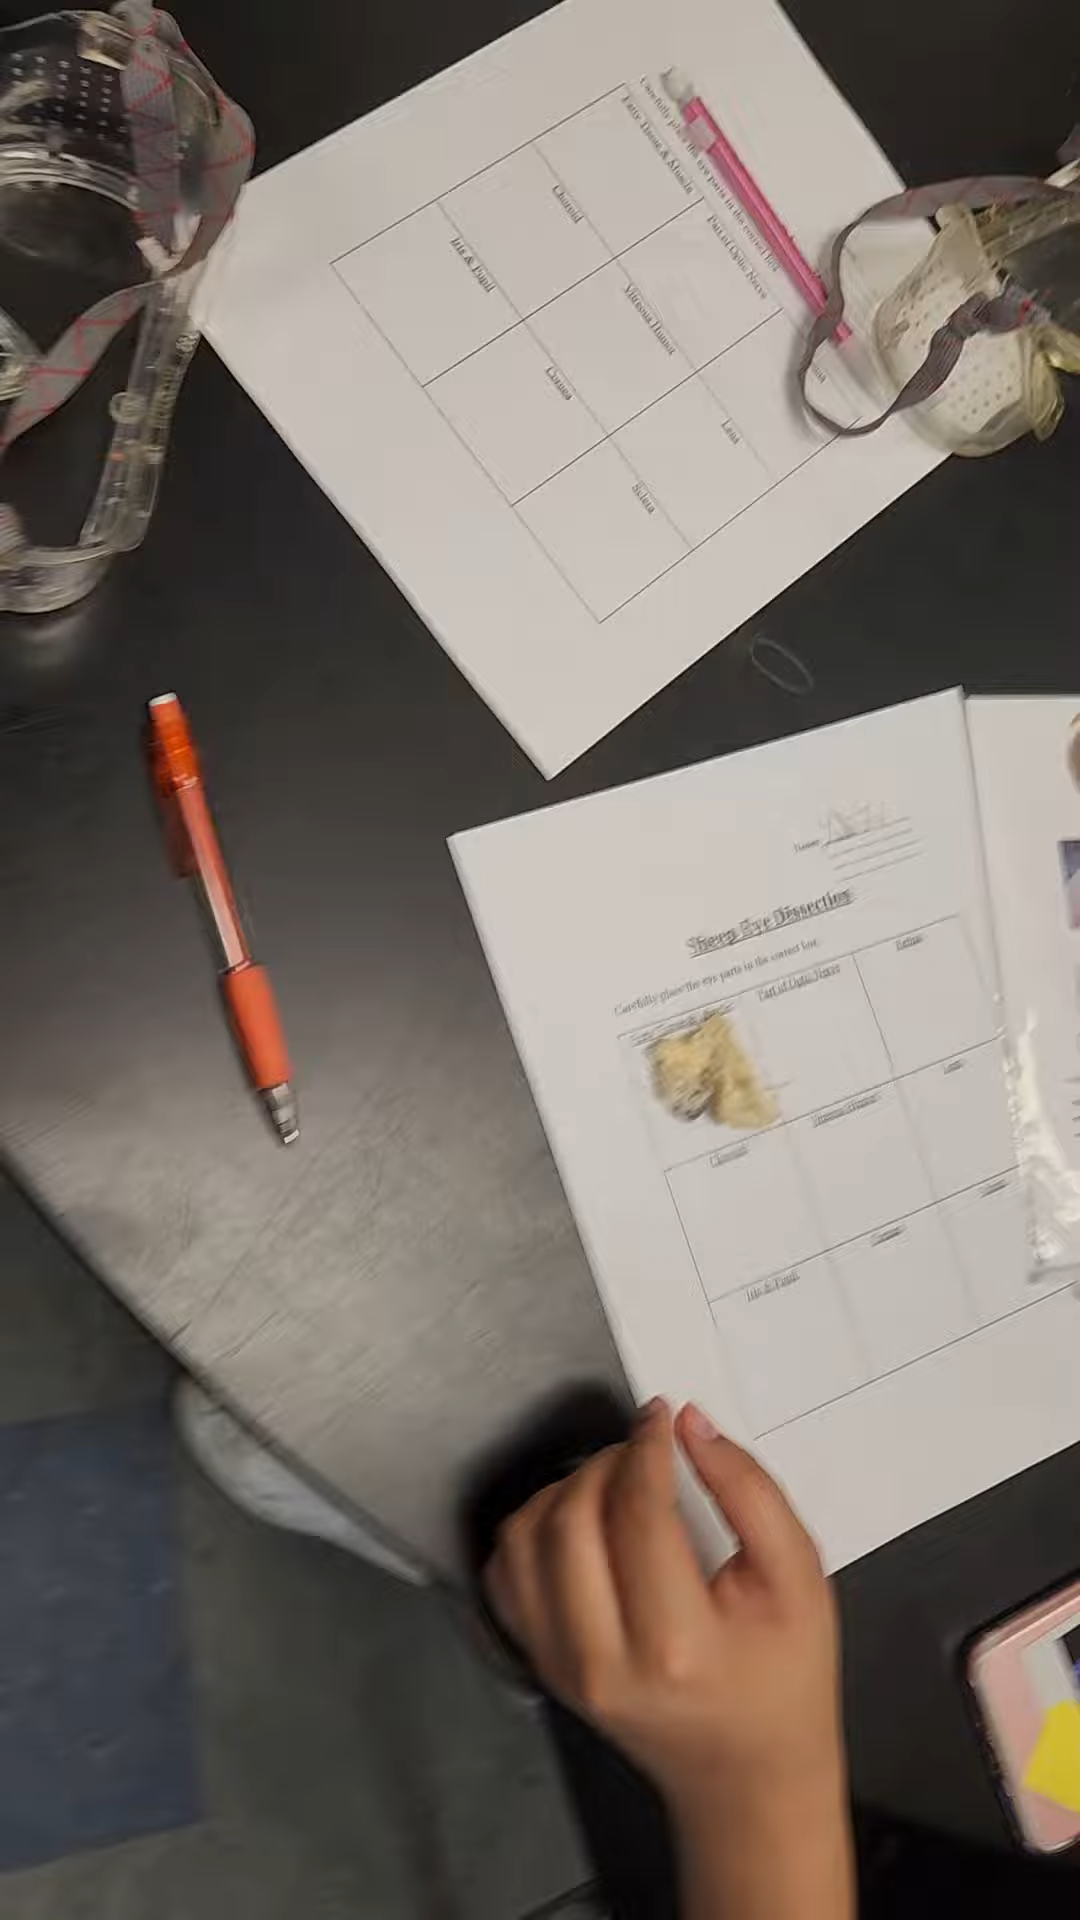 Carefully place the eye parts in the correct box
Fatty Tissue & Muscle
Part of Optic Nerve
Choroid
Vitreous Humor
Lens
Iris & Pupil
Cornea
Sclera
Name
Sheep Eye Dissection
Carefully place the eye parts in the correct box.
Part of Optic Nerve
Retina
Choroid
Vitreous Humor
Lens
Iris & Pupil
Cornea
Sclera